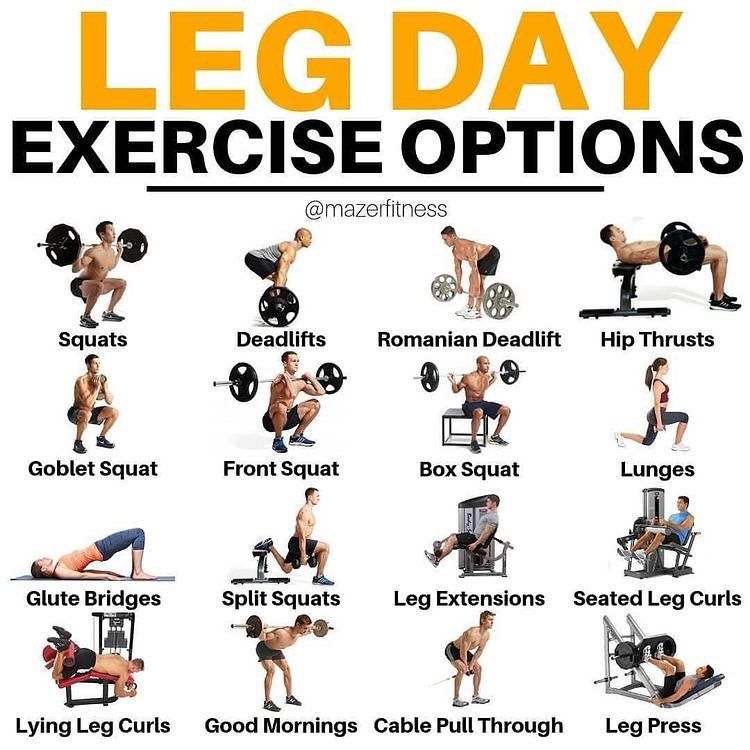 LEG DAY
EXERCISE OPTIONS
@mazerfitness
Squats
Deadlifts
Romanian Deadlift
Hip Thrusts
Goblet Squat
Front Squat
Box Squat
Lunges
Glute Bridges
Split Squats
Leg Extensions
Seated Leg Curls
Lying Leg Curls
Good Mornings
Cable Pull Through
Leg Press